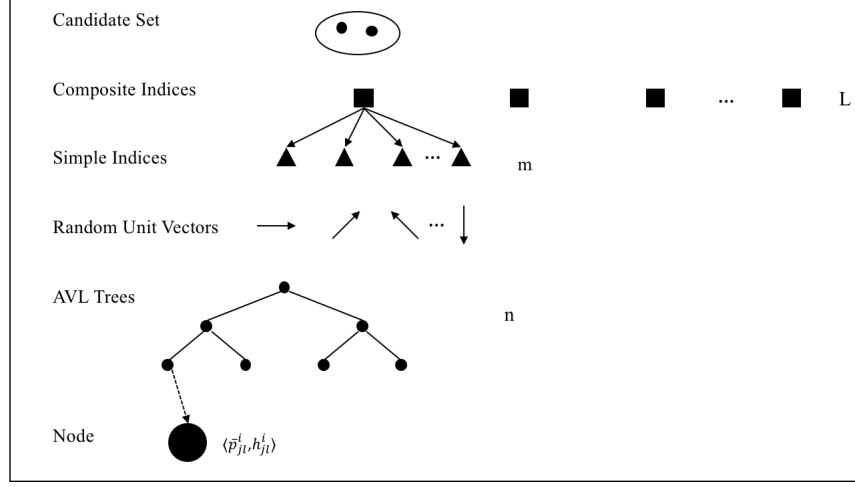 Candidate Set
Composite Indices ... L
Simple Indices ... m
Random Unit Vectors ...
AVL Trees n
Node ⟨p̄ⁱⱼₗ,hⁱⱼₗ⟩